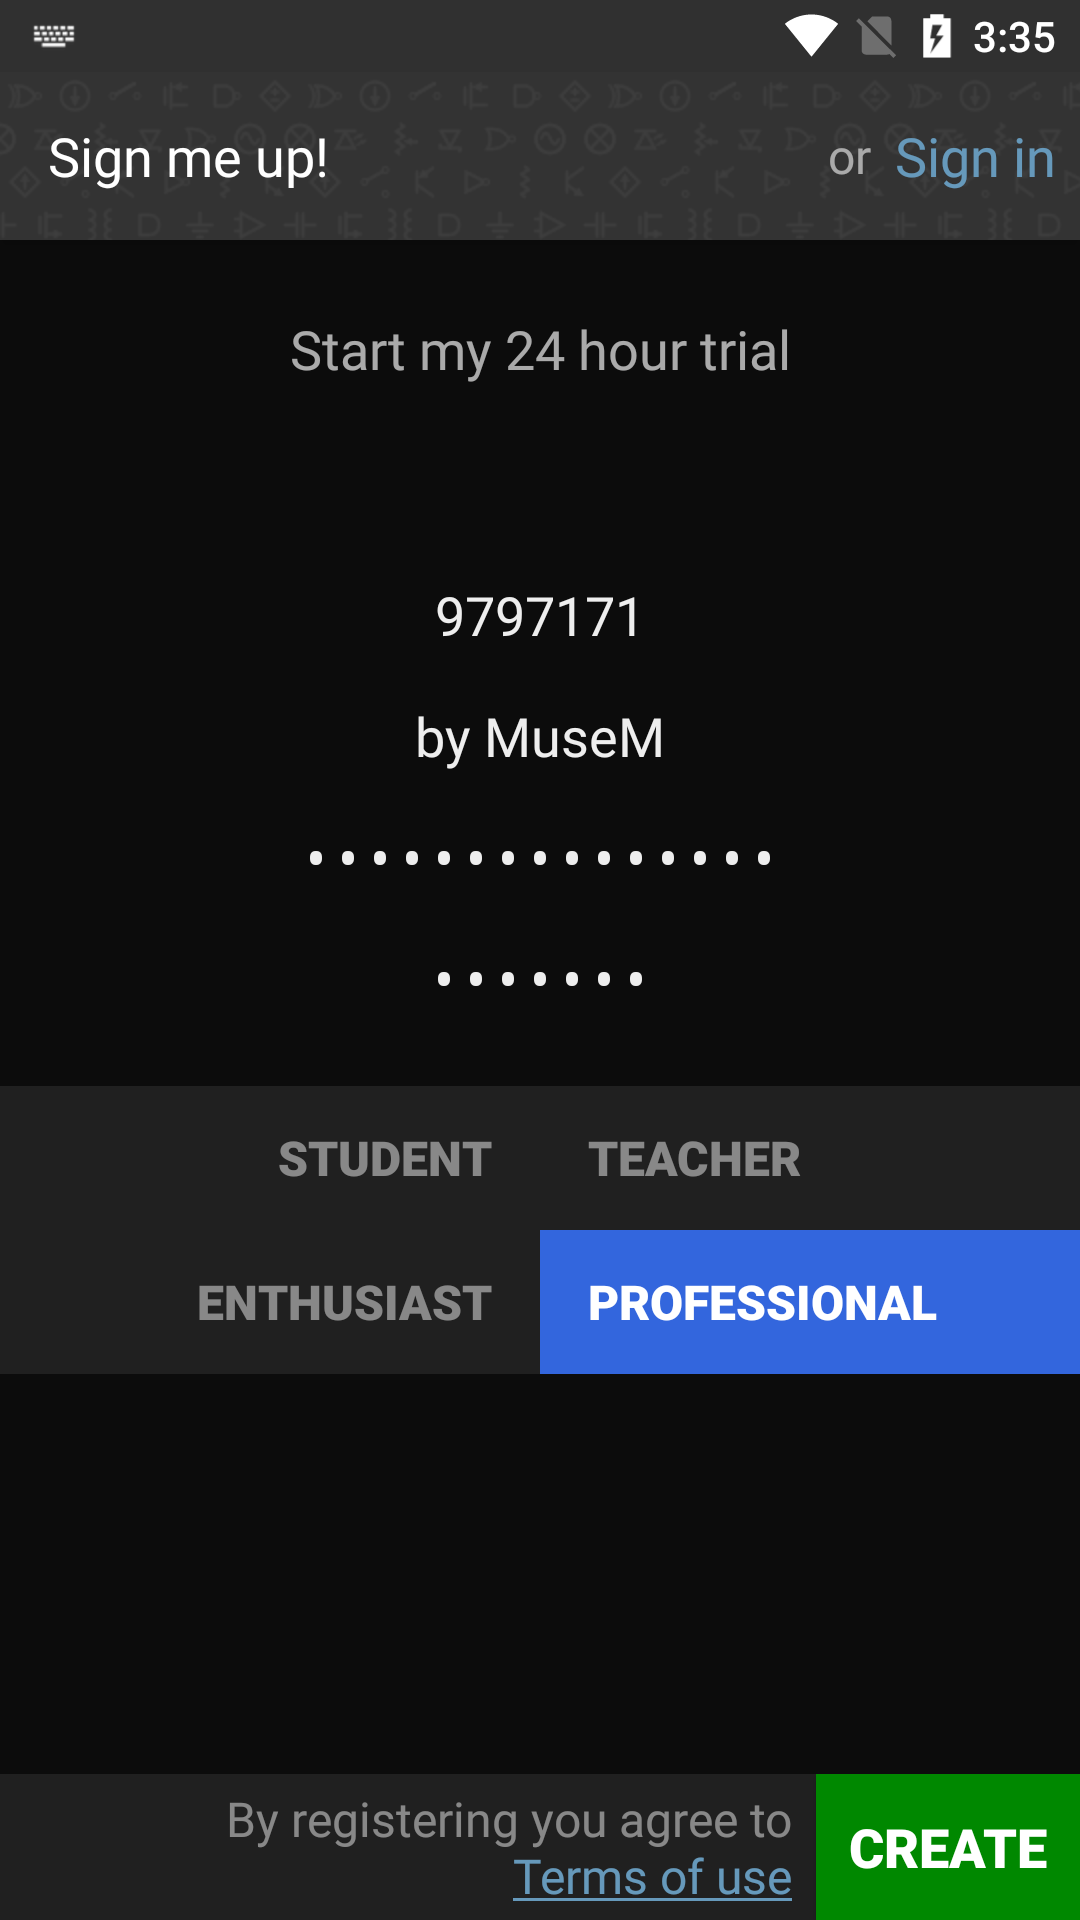 3:35
Sign me up!
or Sign in
Start my 24 hour trial
9797171
by MuseM
•••••••••••••••
•••••••
STUDENT
TEACHER
ENTHUSIAST
PROFESSIONAL
By registering you agree to
Terms of use
CREATE